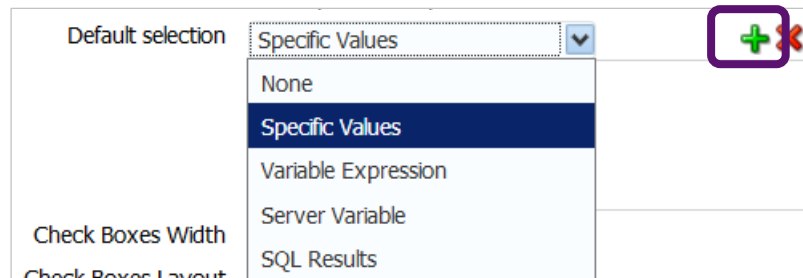 Default selection Specific Values
None
Specific Values
Variable Expression
Server Variable
Check Boxes Width
SQL Results
Check Boxes Layout